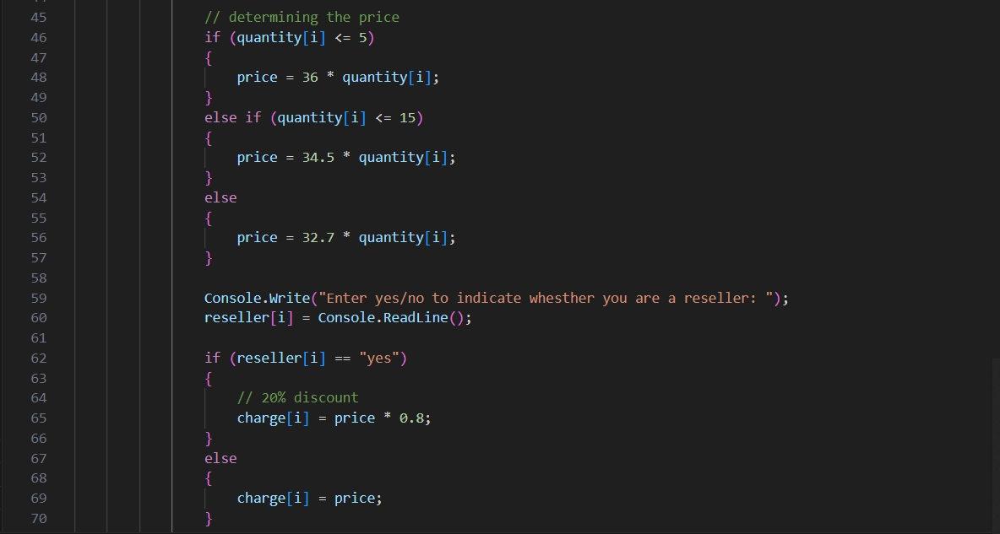 45 // determining the price
46 if (quantity[i] <= 5)
47 {
48 price = 36 * quantity[i];
49 }
50 else if (quantity[i] <= 15)
51 {
52 price = 34.5 * quantity[i];
53 }
54 else
55 {
56 price = 32.7 * quantity[i];
57 }
58
59 Console.Write("Enter yes/no to indicate whesther you are a reseller: ");
60 reseller[i] = Console.ReadLine();
61
62 if (reseller[i] == "yes")
63 {
64 // 20% discount
65 charge[i] = price * 0.8;
66 }
67 else
68 {
69 charge[i] = price;
70 }